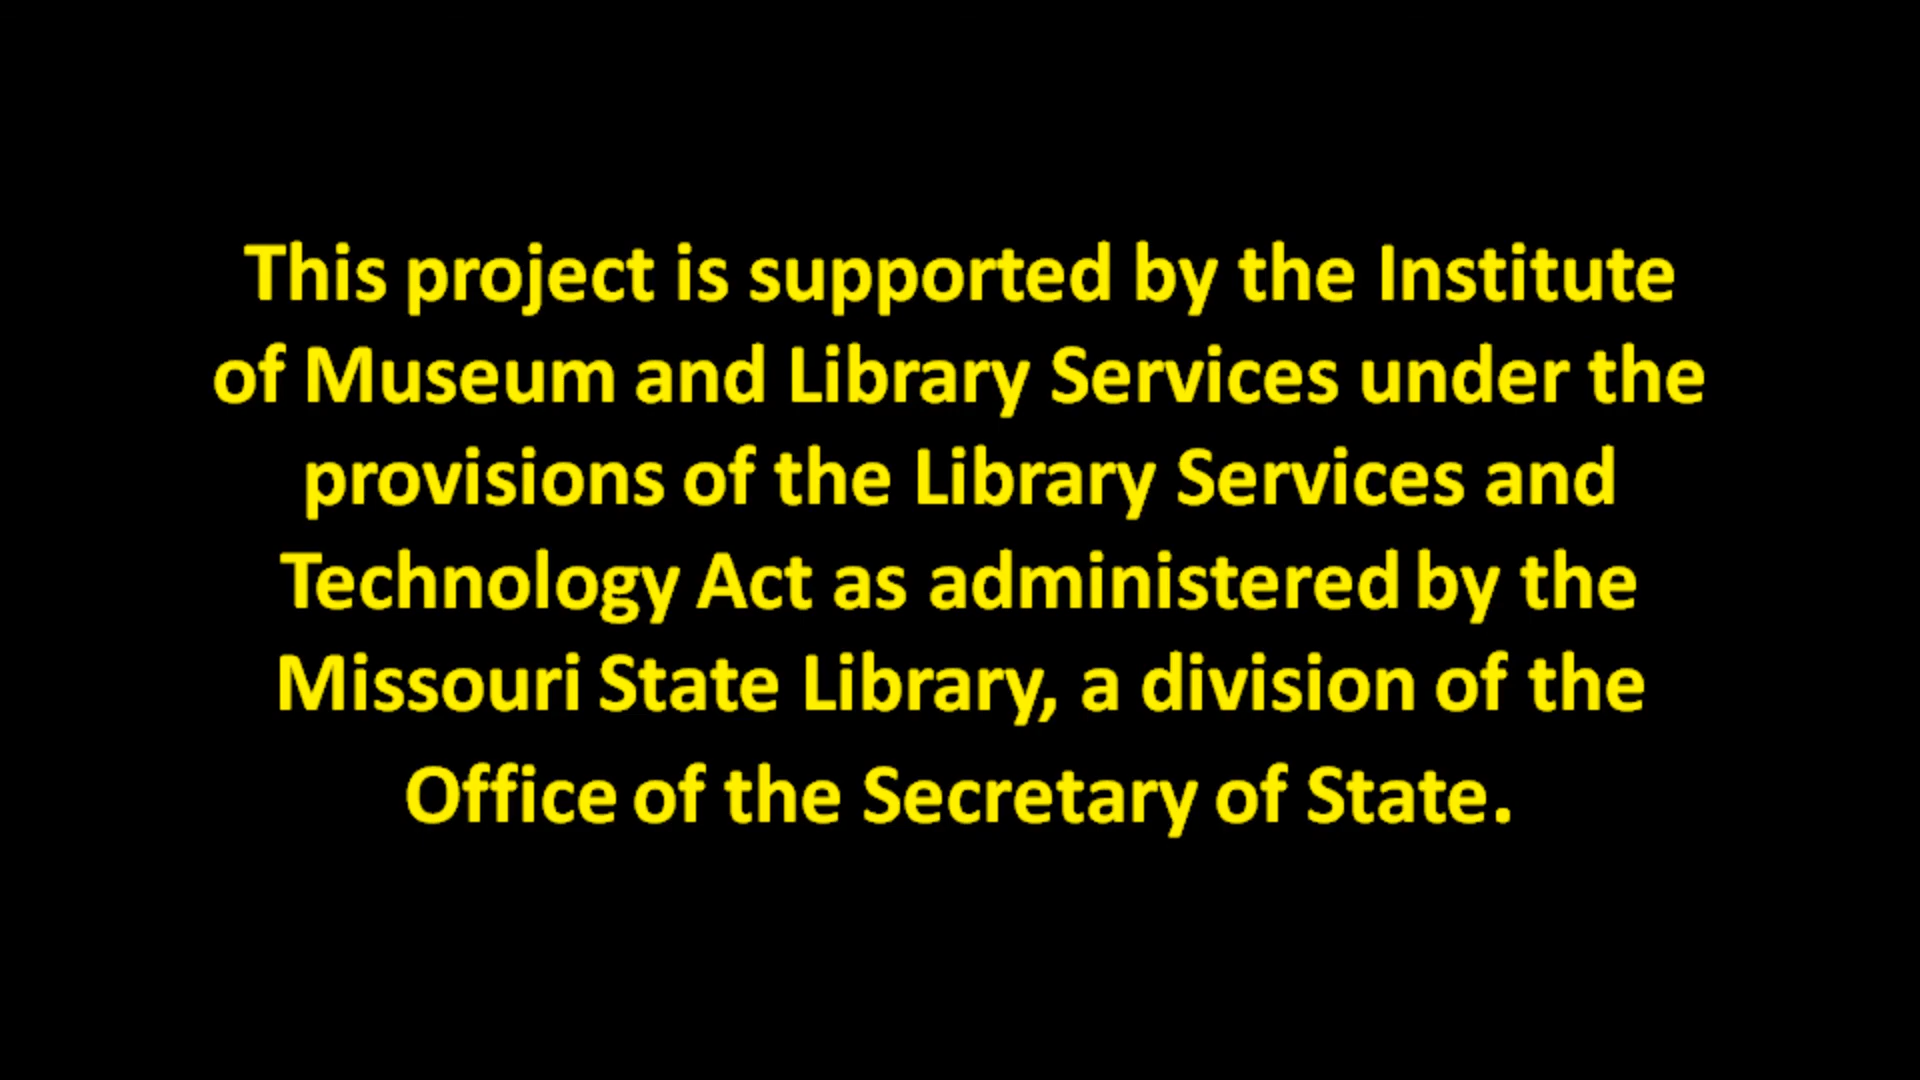 This project is supported by the Institute
of Museum and Library Services under the
provisions of the Library Services and
Technology Act as administered by the
Missouri State Library, a division of the
Office of the Secretary of State.